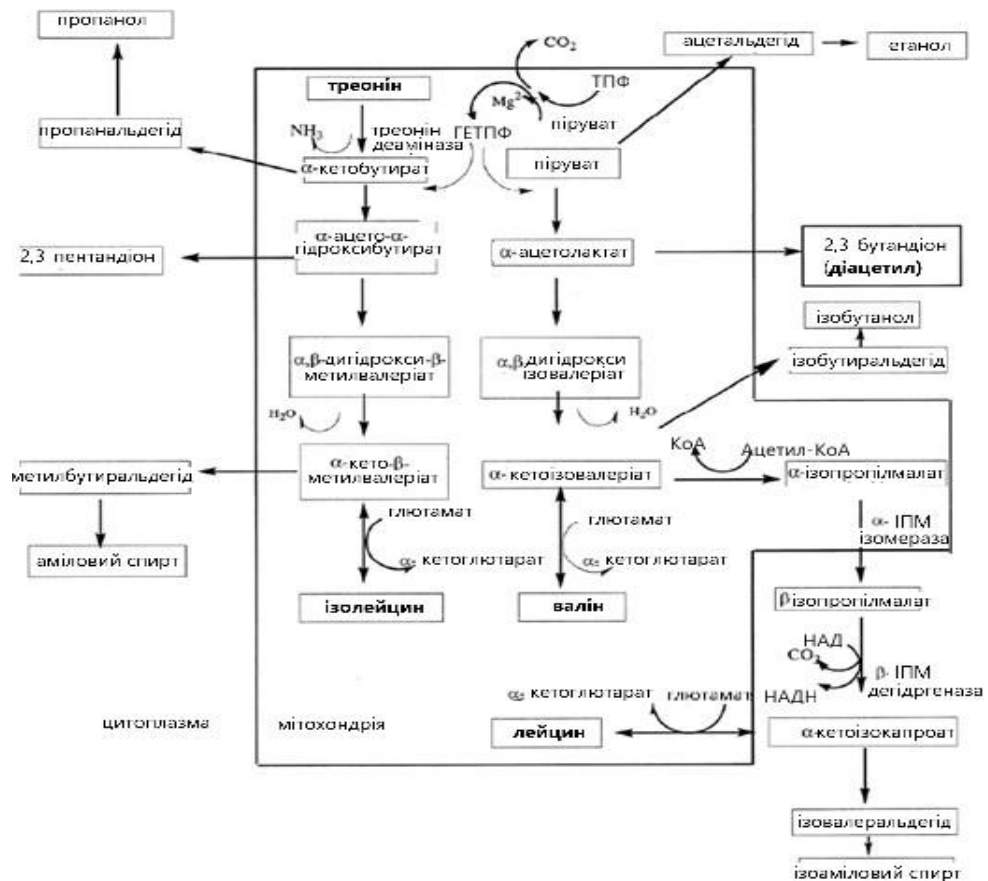 пропанол
CO₂
ацетальдегід
етанол
треонін
ТПФ
Mg²
пропанальдегід
NH₃
треонін
деаміназа
ГЕТПФ
піруват
α-кетобутират
піруват
α-ацето-α-
гідроксибутират
α-ацетолактат
2,3 пентандіон
2,3 бутандіон
(діацетил)
ізобутанол
α,β-дигідрокси-β-
метилвалеріат
α,β дигідрокси
ізовалеріат
ізобутиральдегід
H₂O
H₂O
КоА
Ацетил-КоА
метилбутиральдегід
α-кето-β-
метилвалеріат
α-кетоізовалеріат
α-ізопропілмалат
глютамат
глютамат
α- ІПМ
ізомераза
аміловий спирт
α- кетоглютарат
α- кетоглютарат
ізолейцин
валін
β ізопропілмалат
НАД
CO₂
β- ІПМ
дегідргеназа
α- кетоглютарат
глютамат
НАДН
цитоплазма
мітохондрія
лейцин
α-кетоізокапроат
ізовалеральдегід
ізоаміловий спирт